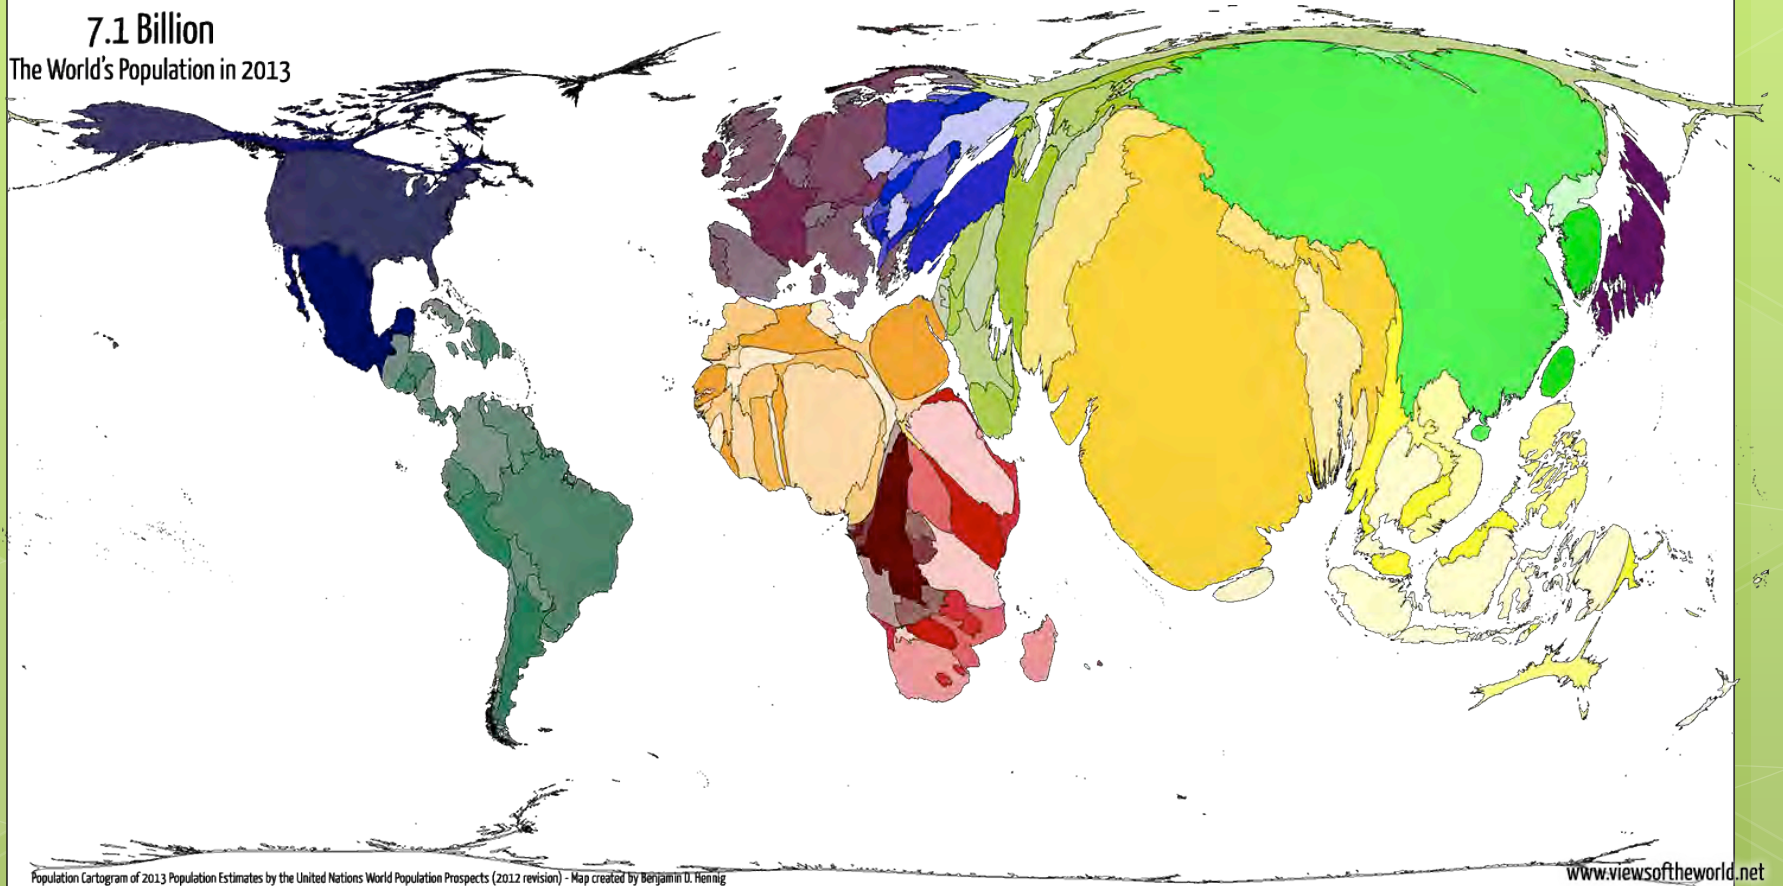 7.1 Billion
The World's Population in 2013
Population Cartogram of 2013 Population Estimates by the United Nations World Population Prospects (2012 revision) - Map created by Benjamin D. Hennig
www.viewsoftheworld.net